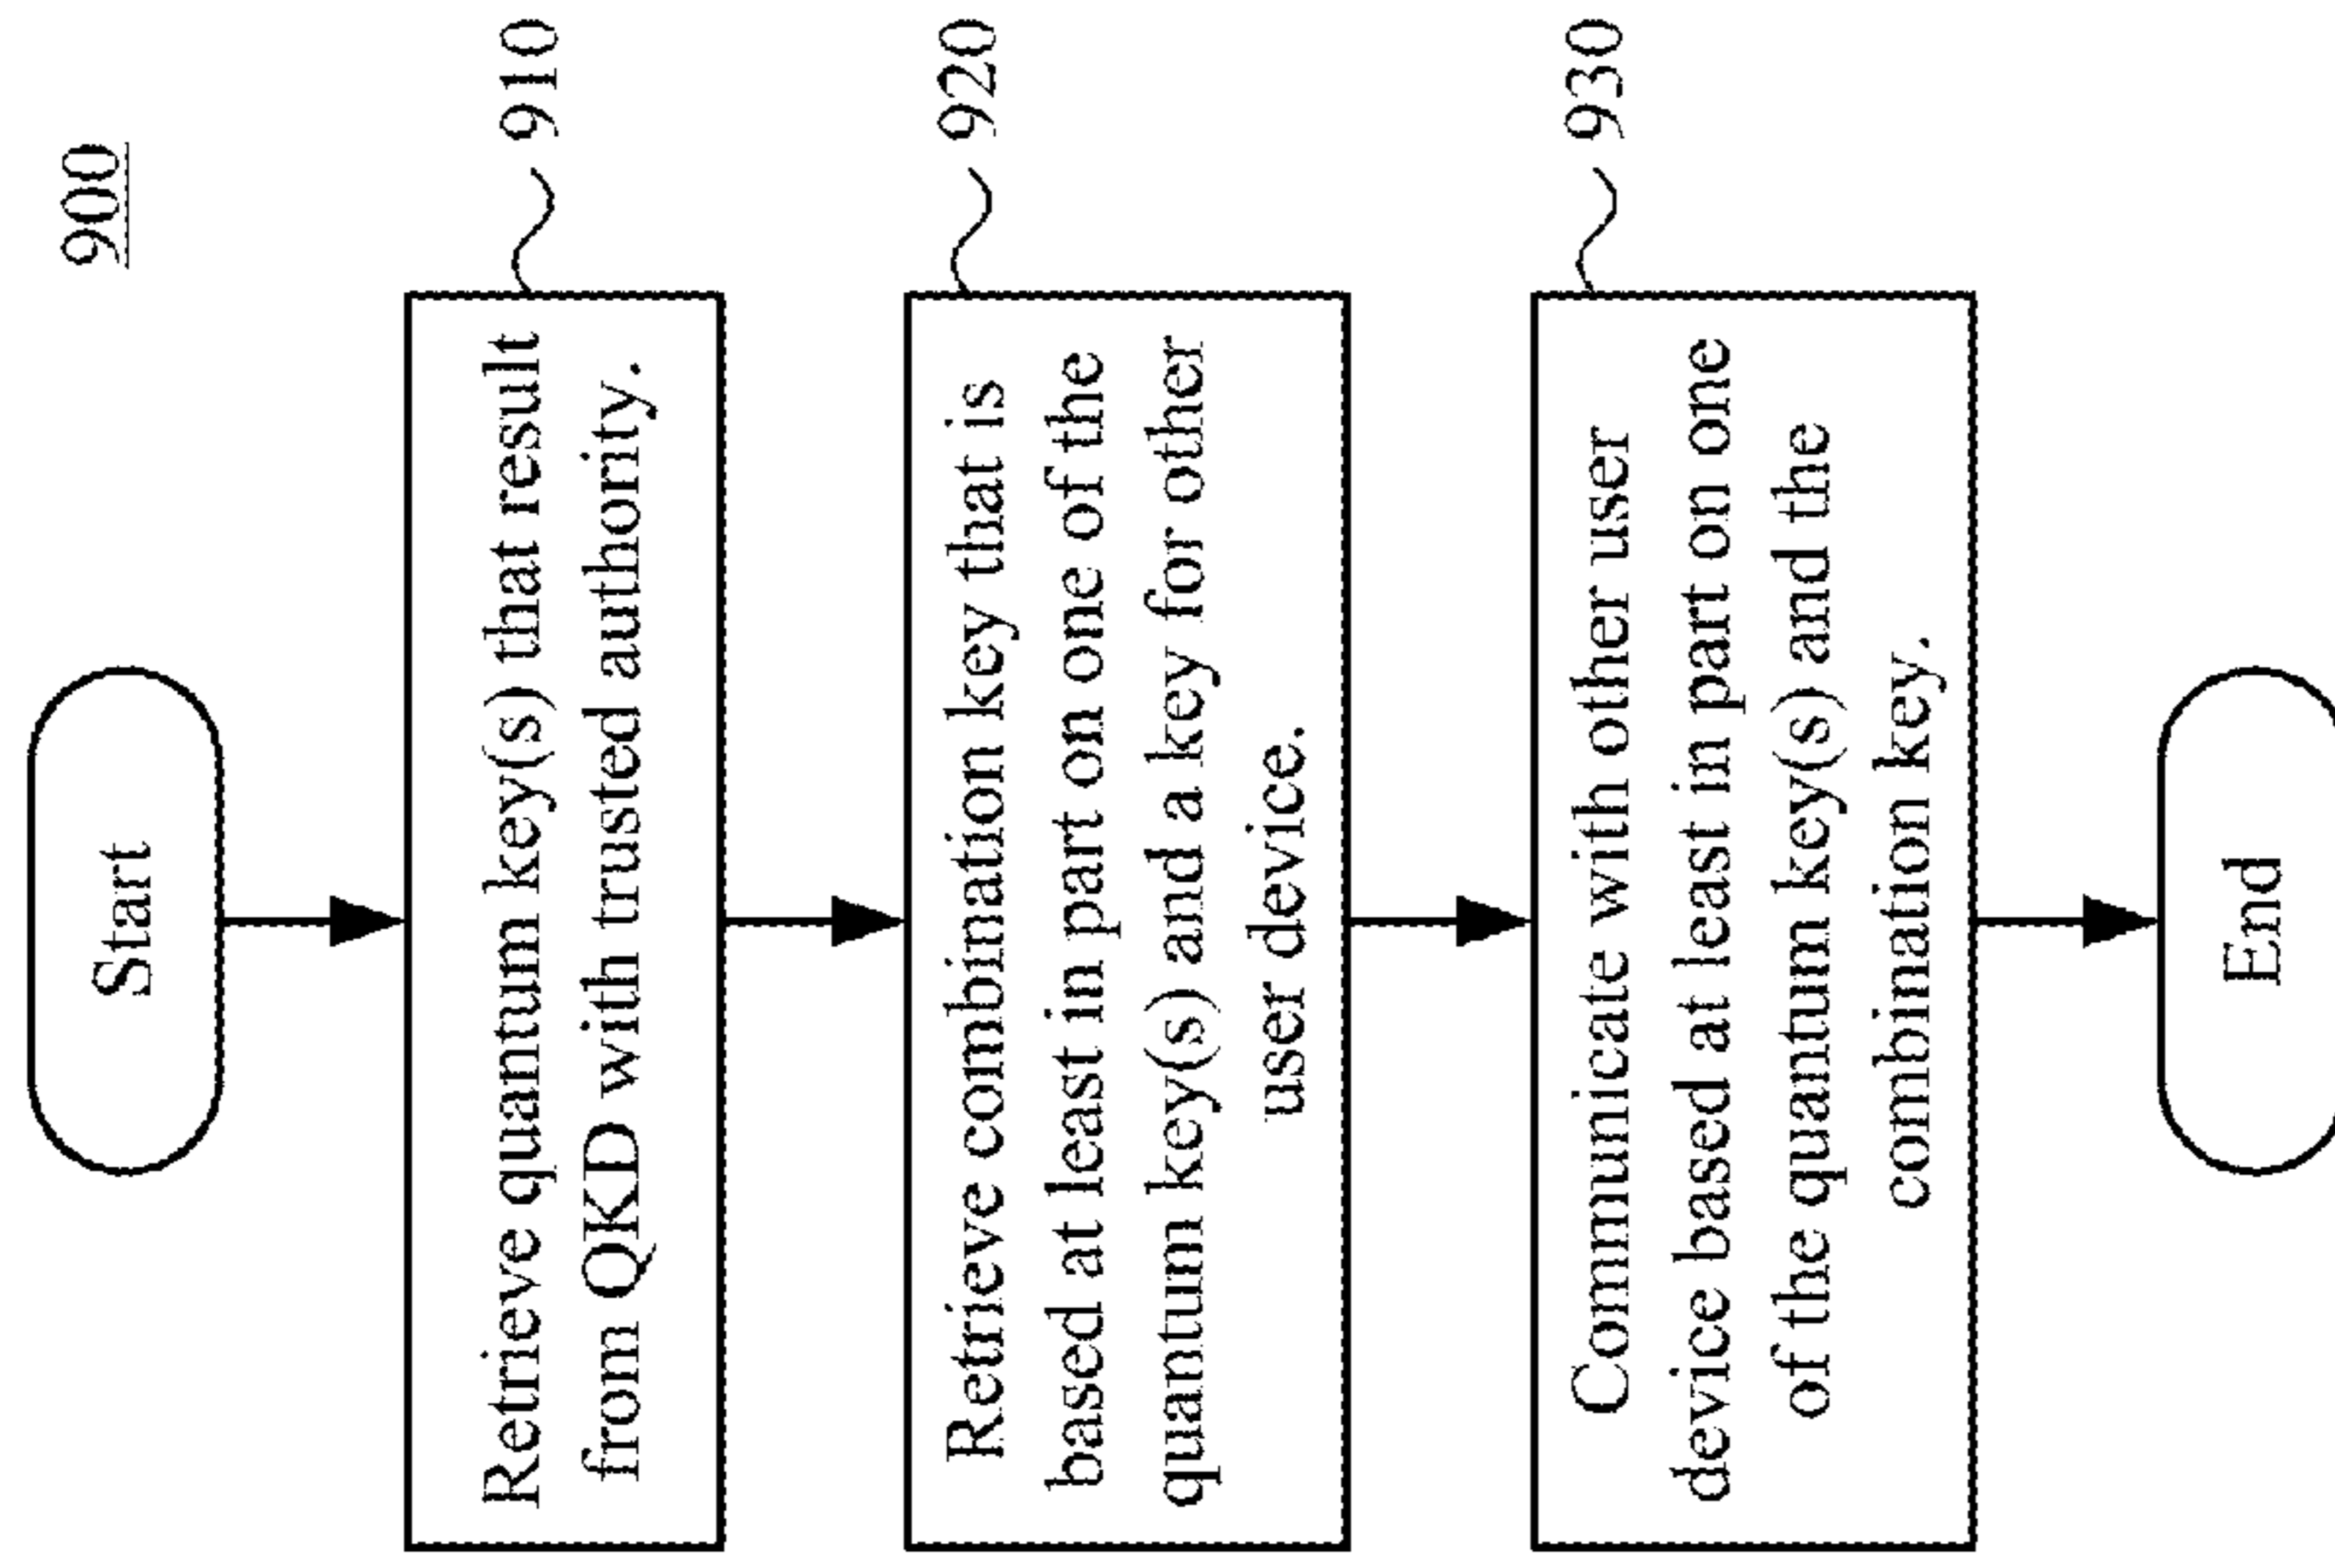 900
Start
Retrieve quantum key(s) that result
from QKD with trusted authority.
910
Retrieve combination key that is
based at least in part on one of the
quantum key(s) and a key for other
user device.
920
Communicate with other user
device based at least in part on one
of the quantum key(s) and the
combination key.
930
End